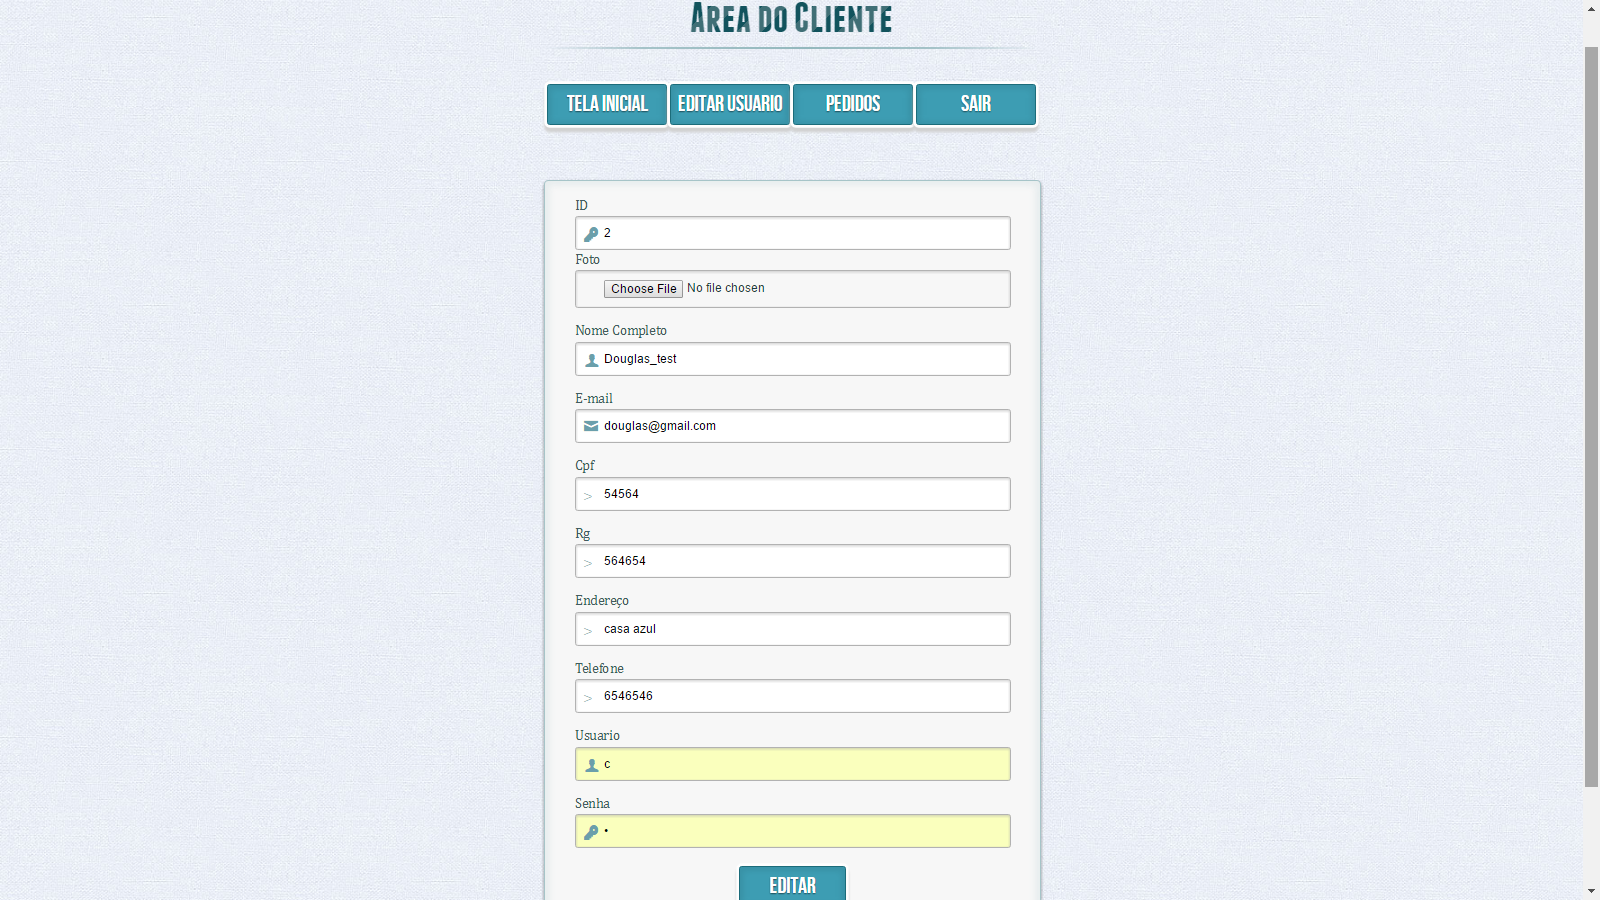 AREA DO CLIENTE
TELA INICIAL EDITAR USUARIO PEDIDOS SAIR
ID
2
Foto
Choose File No file chosen
Nome Completo
Douglas_test
E-mail
douglas@gmail.com
Cpf
> 54564
Rg
> 564654
Endereço
> casa azul
Telefone
> 6546546
Usuario
c
Senha
•
EDITAR